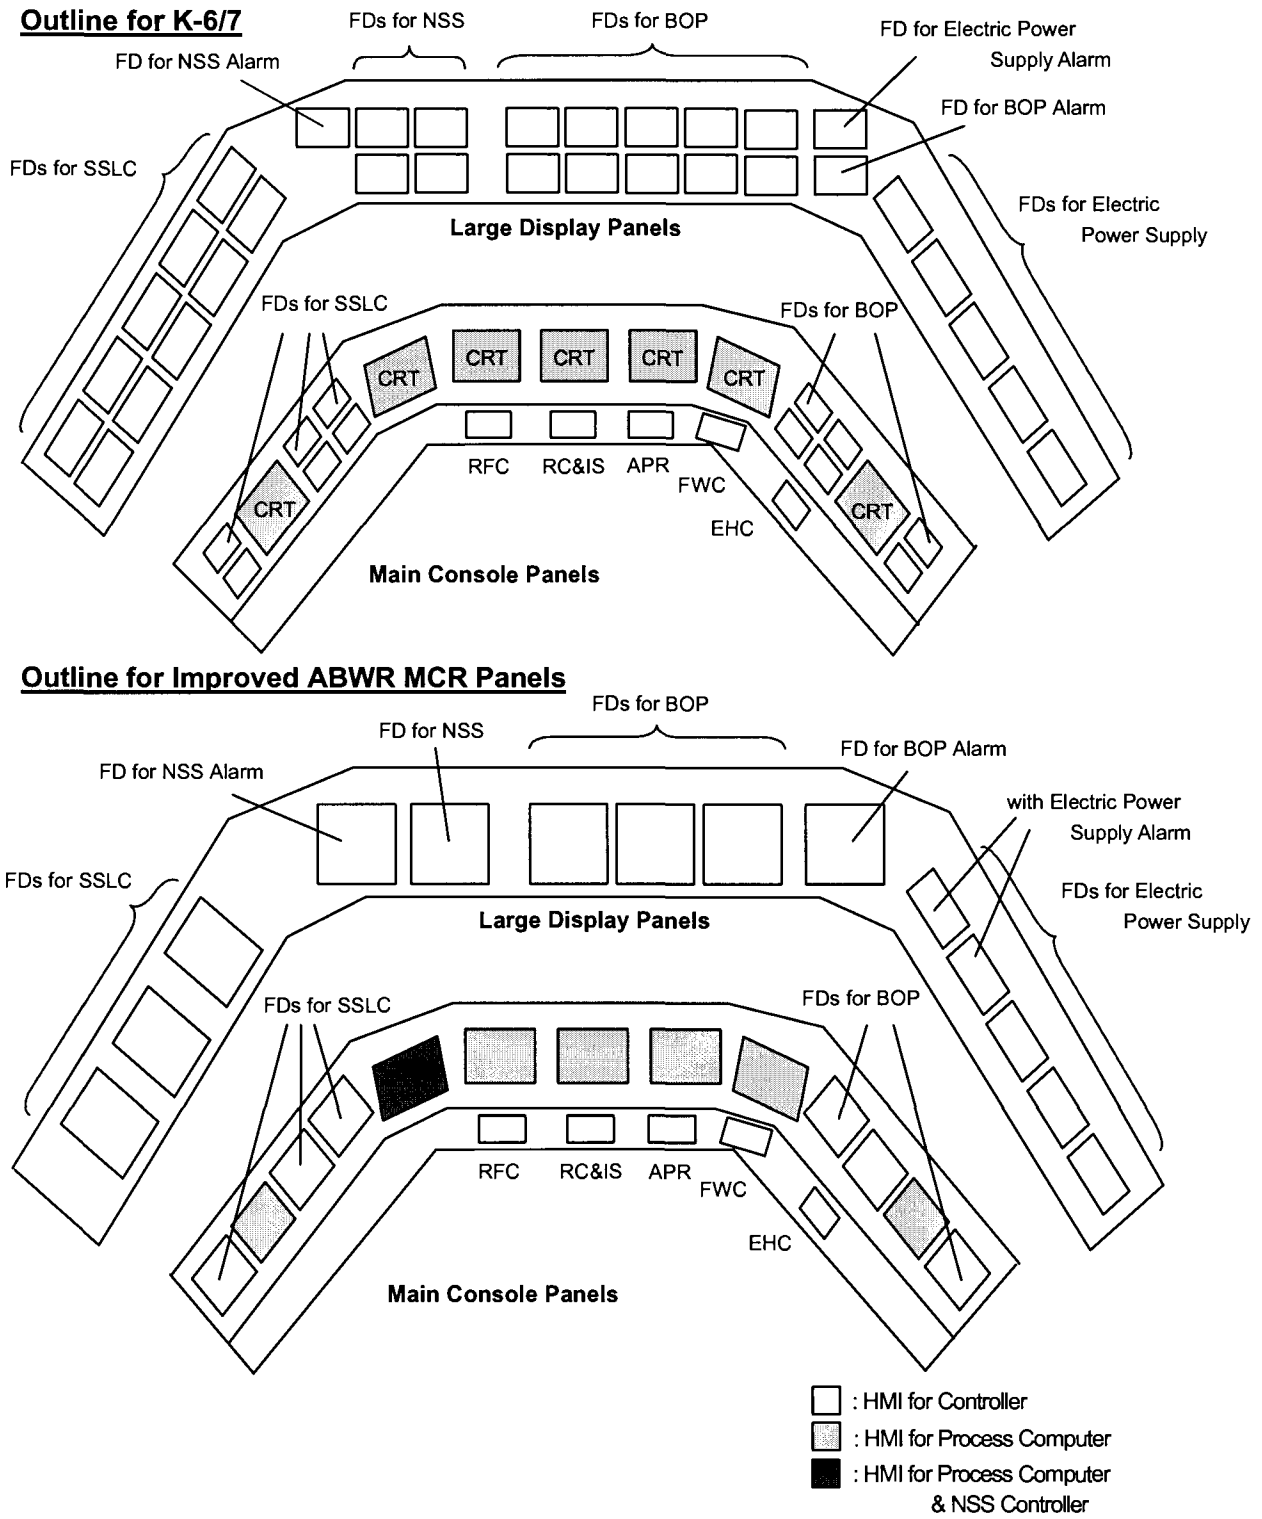 Outline for K-6/7
FDs for NSS
FDs for BOP
FD for Electric Power
Supply Alarm
FD for NSS Alarm
FD for BOP Alarm
FDs for SSLC
FDs for Electric
Power Supply
Large Display Panels
FDs for SSLC
FDs for BOP
CRT
CRT
CRT
CRT
CRT
CRT
CRT
RFC
RC&IS
APR
FWC
EHC
Main Console Panels
Outline for Improved ABWR MCR Panels
FDs for BOP
FD for NSS
FD for BOP Alarm
FD for NSS Alarm
with Electric Power
Supply Alarm
FDs for SSLC
FDs for Electric
Power Supply
Large Display Panels
FDs for SSLC
FDs for BOP
RFC
RC&IS
APR
FWC
EHC
Main Console Panels
: HMI for Controller
: HMI for Process Computer
: HMI for Process Computer
& NSS Controller